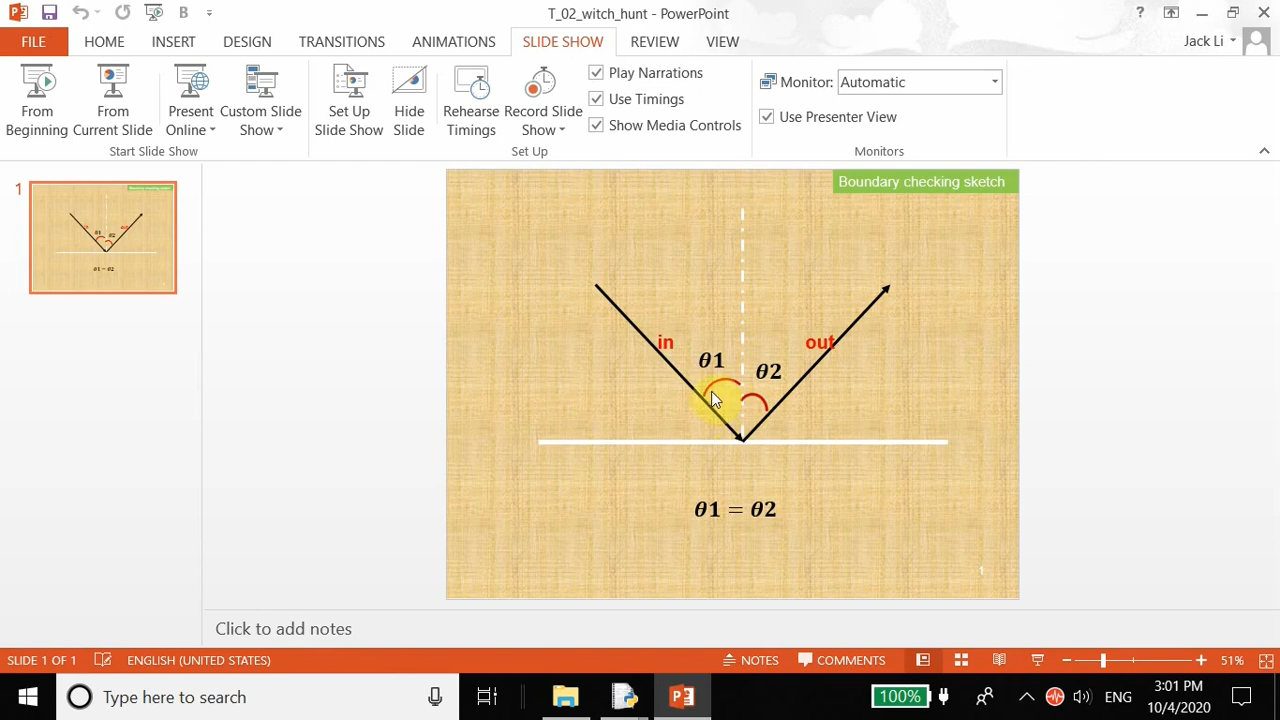 T_02_witch_hunt - PowerPoint
FILE HOME INSERT DESIGN TRANSITIONS ANIMATIONS SLIDE SHOW REVIEW VIEW Jack Li
From Beginning
From Current Slide
Present Online
Custom Slide Show
Start Slide Show
Set Up Slide Show
Hide Slide
Rehearse Timings
Record Slide Show
Play Narrations
Use Timings
Show Media Controls
Set Up
Monitor: Automatic
Use Presenter View
Monitors
1
Boundary checking sketch
in
out
θ1
θ2
θ1 = θ2
1
Click to add notes
SLIDE 1 OF 1 ENGLISH (UNITED STATES) NOTES COMMENTS 51%
Type here to search
100%
ENG
3:01 PM
10/4/2020